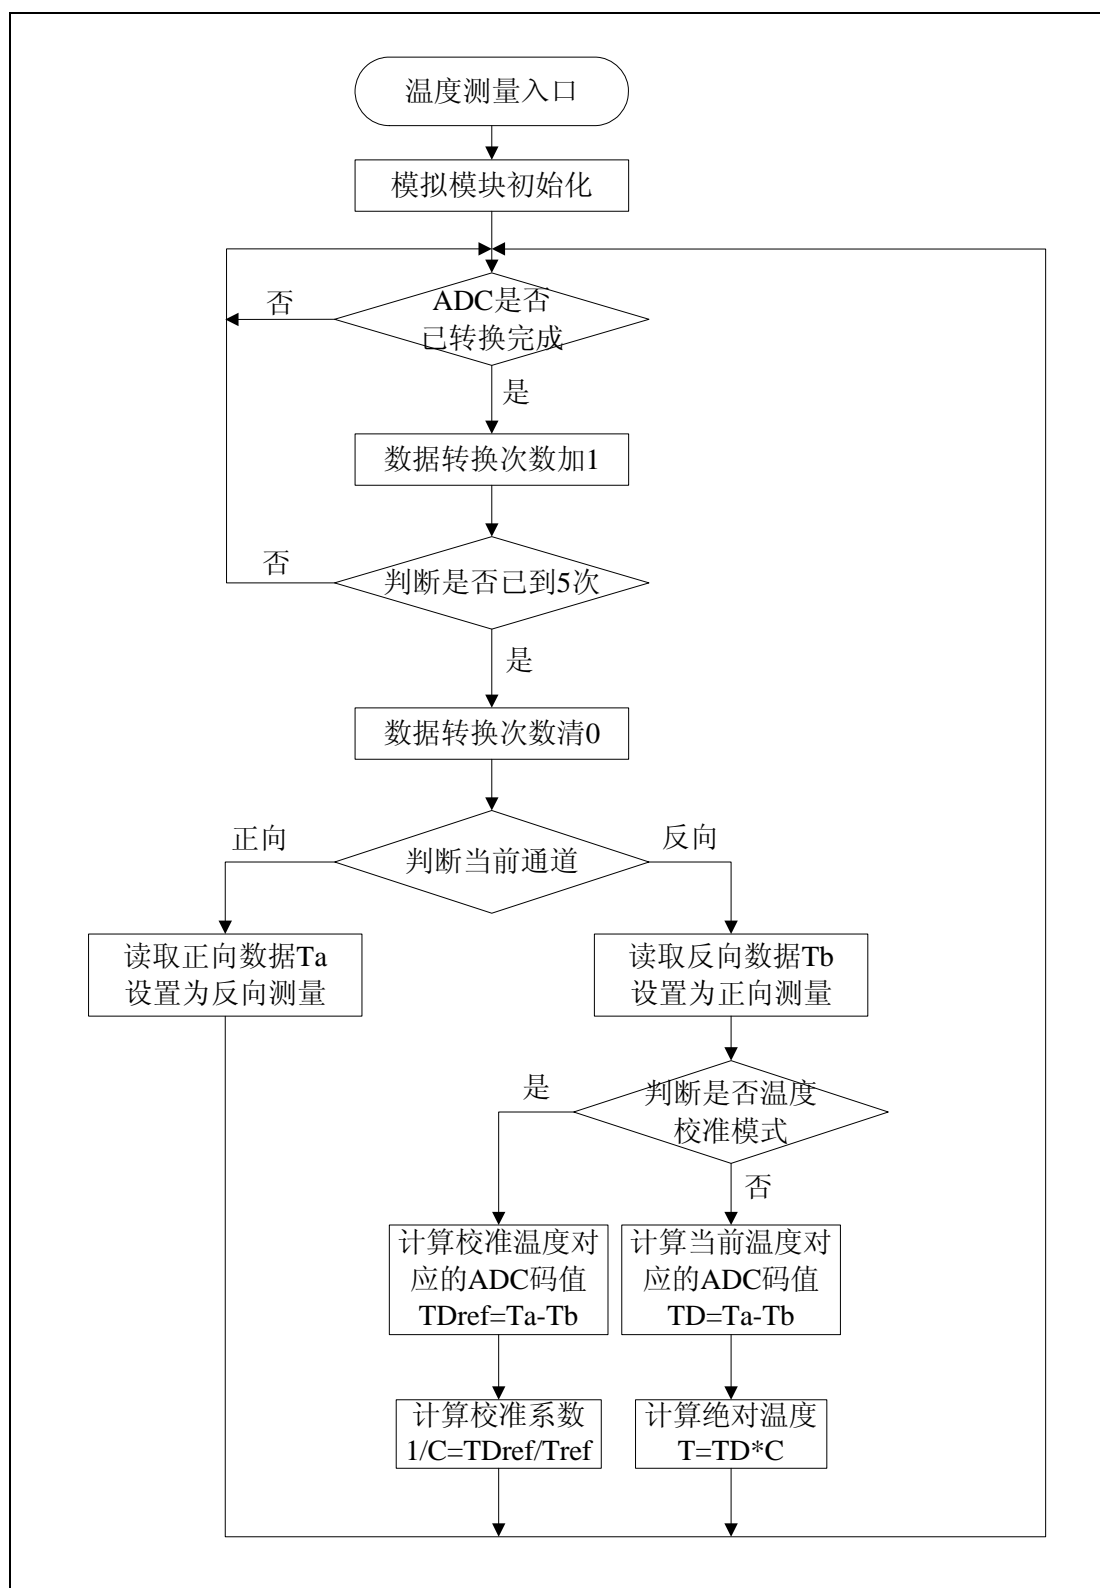 温度测量入口
模拟模块初始化
ADC是否
已转换完成
否
是
数据转换次数加1
判断是否已到5次
否
是
数据转换次数清0
判断当前通道
正向
反向
读取正向数据Ta
设置为反向测量
读取反向数据Tb
设置为正向测量
判断是否温度
校准模式
是
否
计算校准温度对
应的ADC码值
TDref=Ta-Tb
计算当前温度对
应的ADC码值
TD=Ta-Tb
计算校准系数
1/C=TDref/Tref
计算绝对温度
T=TD*C